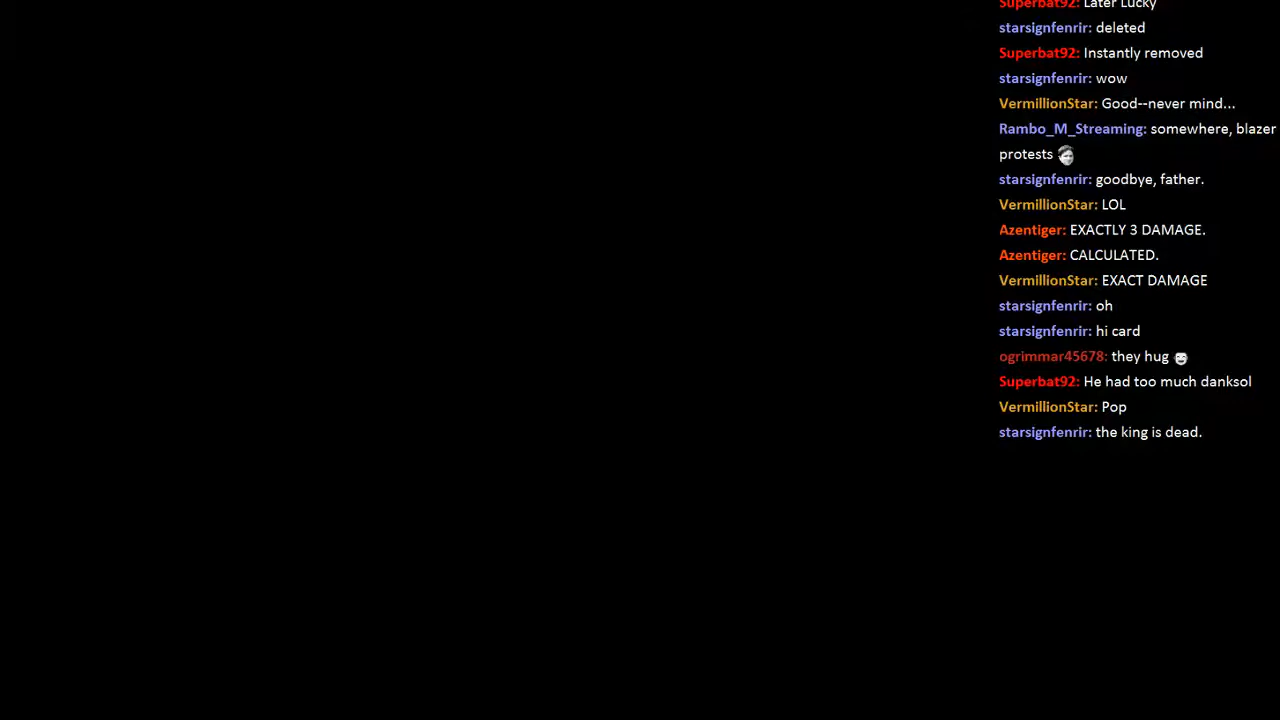 Superbat92: Later Lucky
starsignfenrir: deleted
Superbat92: Instantly removed
starsignfenrir: wow
VermillionStar: Good--never mind...
Rambo_M_Streaming: somewhere, blazer
protests
starsignfenrir: goodbye, father.
VermillionStar: LOL
Azentiger: EXACTLY 3 DAMAGE.
Azentiger: CALCULATED.
VermillionStar: EXACT DAMAGE
starsignfenrir: oh
starsignfenrir: hi card
ogrimmar45678: they hug
Superbat92: He had too much danksol
VermillionStar: Pop
starsignfenrir: the king is dead.